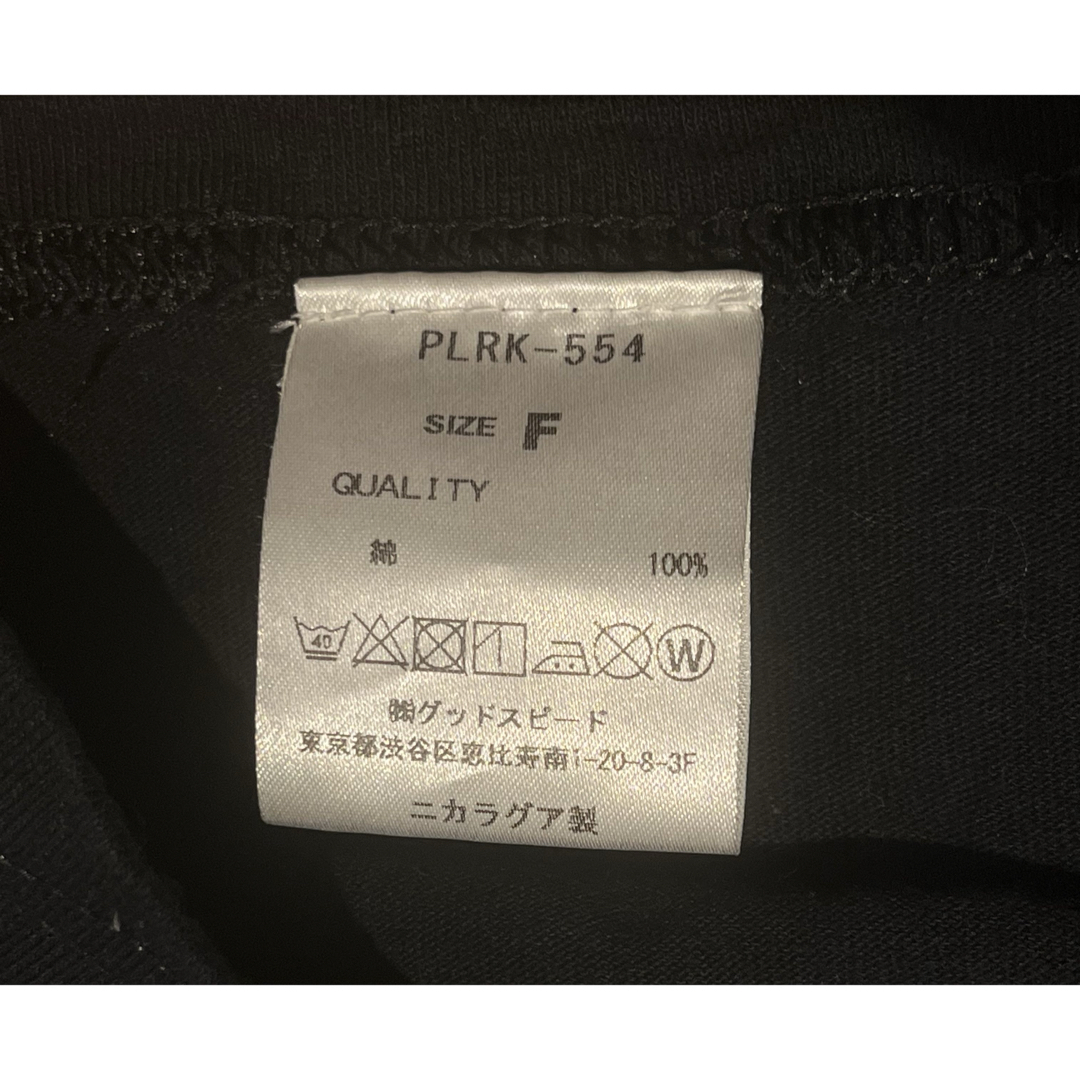 PLRK-554
SIZE F
QUALITY
綿 100%
40 W
㈱グッドスピード
東京都渋谷区恵比寿南1-20-8-3F
ニカラグア製